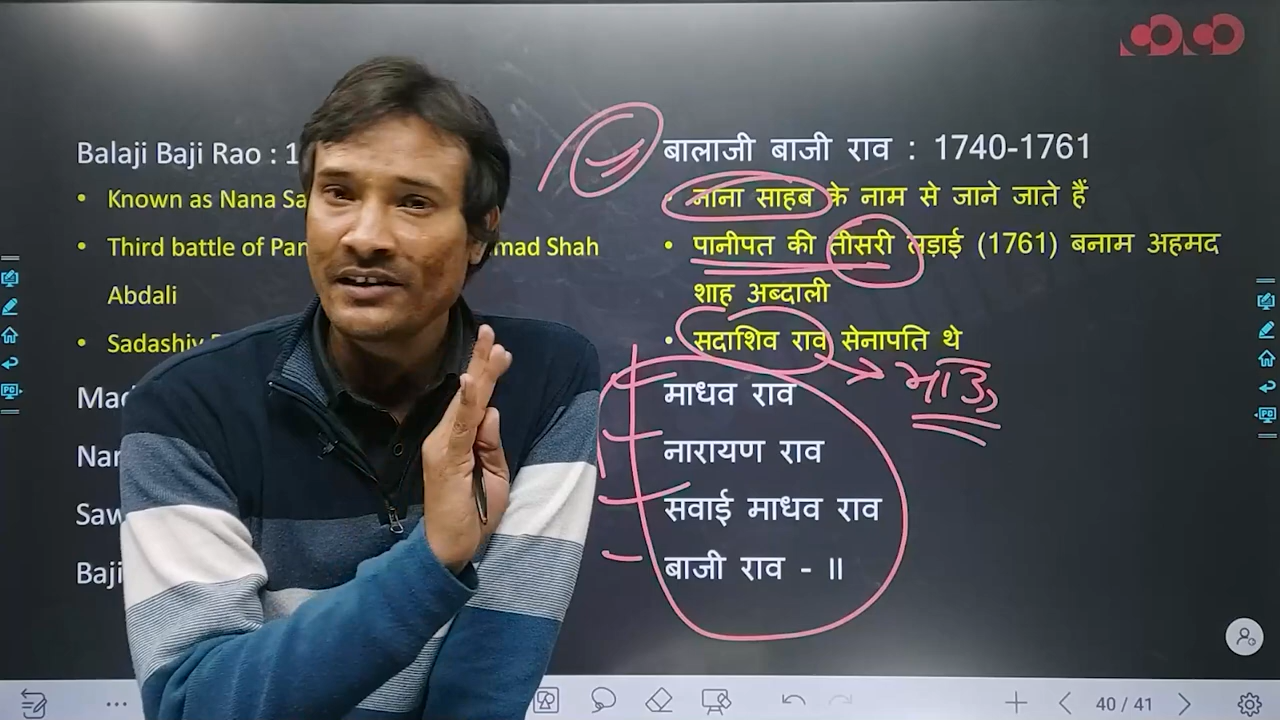 Balaji Baji Rao : 1
• Known as Nana Sa
• Third battle of Pan mad Shah
Abdali
• Sadashiv
Mad
Nar
Saw
Baji
बालाजी बाजी राव : 1740-1761
• नाना साहब के नाम से जाने जाते हैं
• पानीपत की तीसरी लड़ाई (1761) बनाम अहमद
शाह अब्दाली
• सदाशिव राव सेनापति थे
भाऊ
माधव राव
नारायण राव
सवाई माधव राव
बाजी राव - II
40 / 41